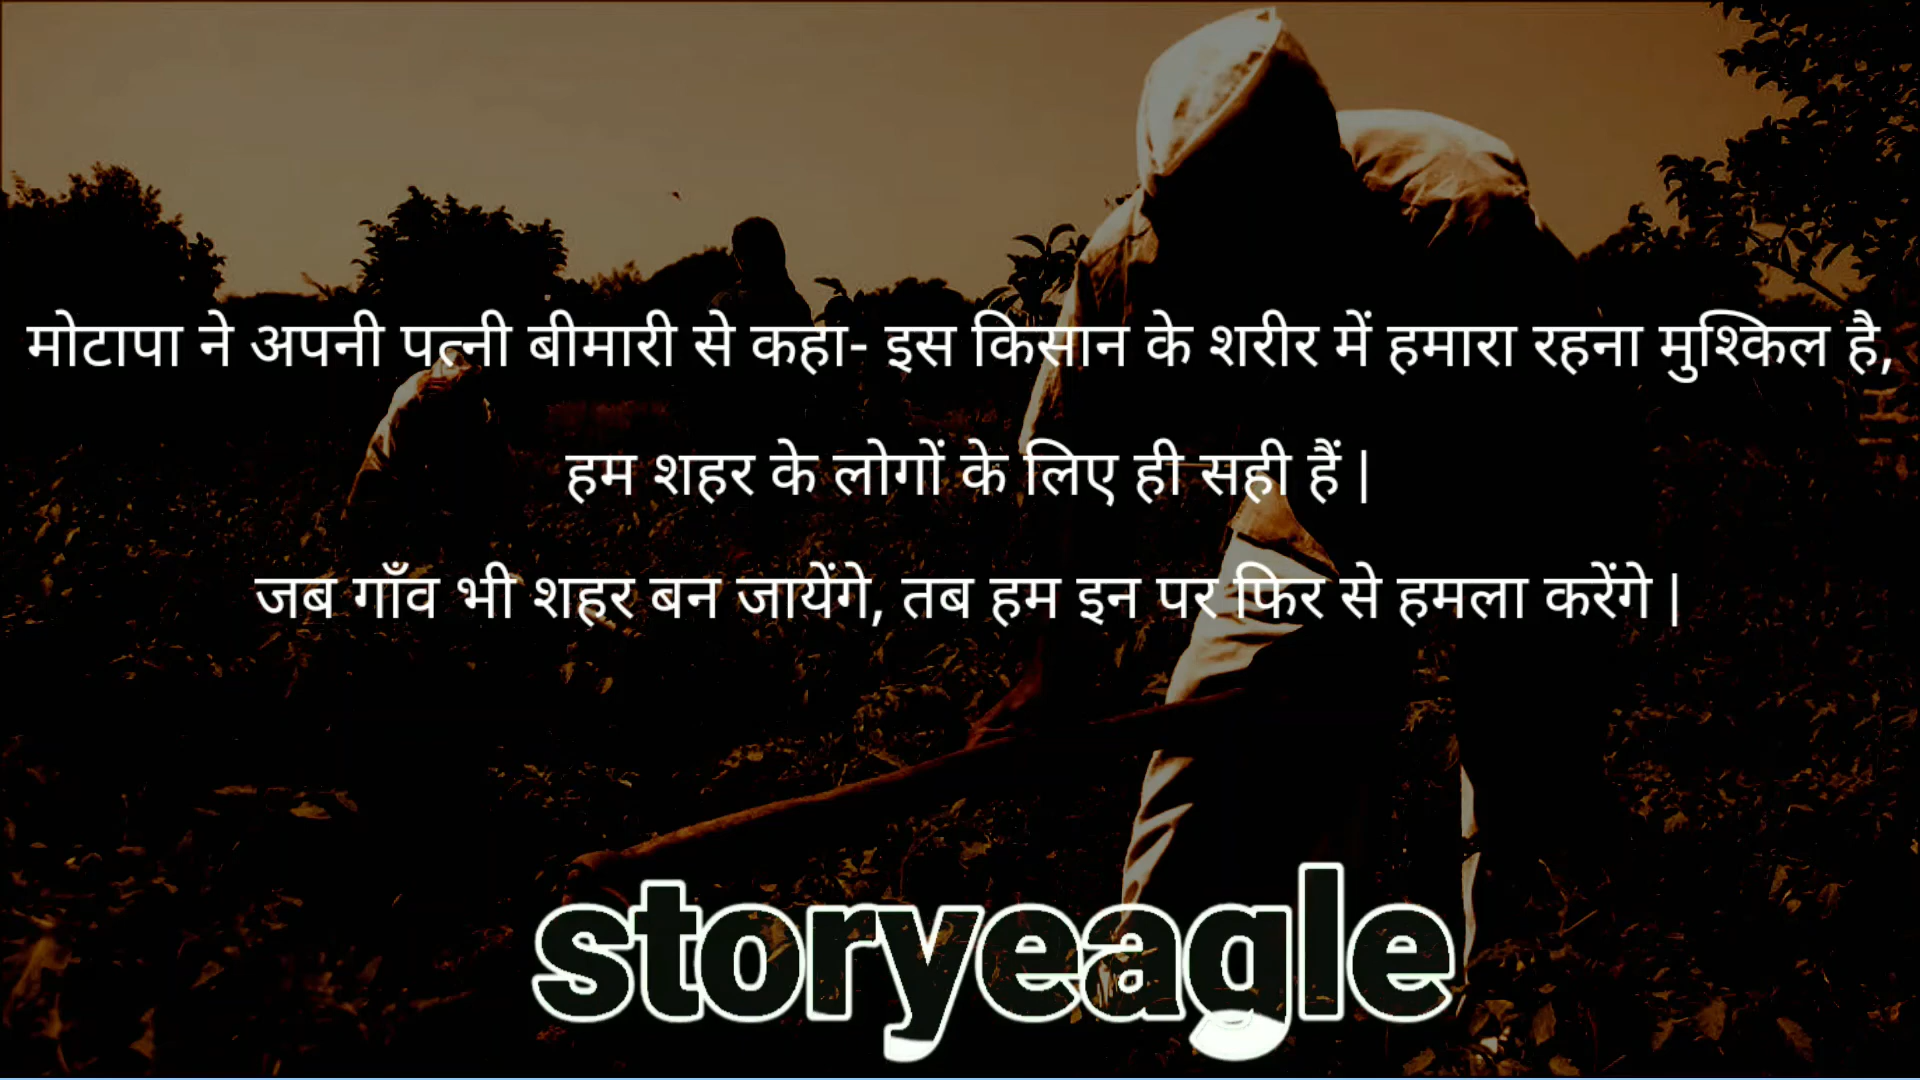 मोटापा ने अपनी पत्नी बीमारी से कहा- इस किसान के शरीर में हमारा रहना मुश्किल है,
हम शहर के लोगों के लिए ही सही हैं |
जब गाँव भी शहर बन जायेंगे, तब हम इन पर फिर से हमला करेंगे |
storyeagle